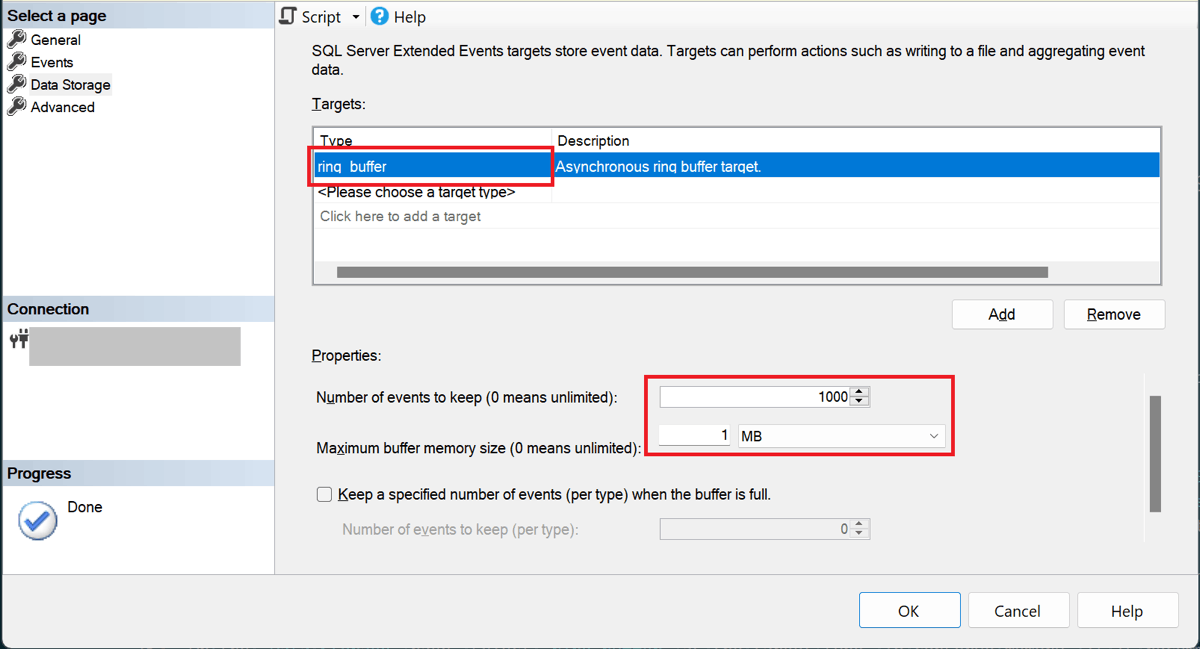 Select a page
General
Events
Data Storage
Advanced
Connection
Progress
Done
Script
Help
SQL Server Extended Events targets store event data. Targets can perform actions such as writing to a file and aggregating event
data.
Targets:
Type Description
ring_buffer Asynchronous ring buffer target.
<Please choose a target type>
Click here to add a target
Add Remove
Properties:
Number of events to keep (0 means unlimited): 1000
Maximum buffer memory size (0 means unlimited): 1 MB
Keep a specified number of events (per type) when the buffer is full.
Number of events to keep (per type): 0
OK Cancel Help